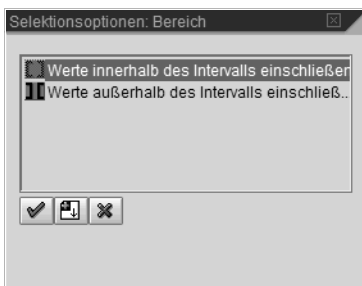 Selektionsoptionen: Bereich
Werte innerhalb des Intervalls einschließen
Werte außerhalb des Intervalls einschließ..